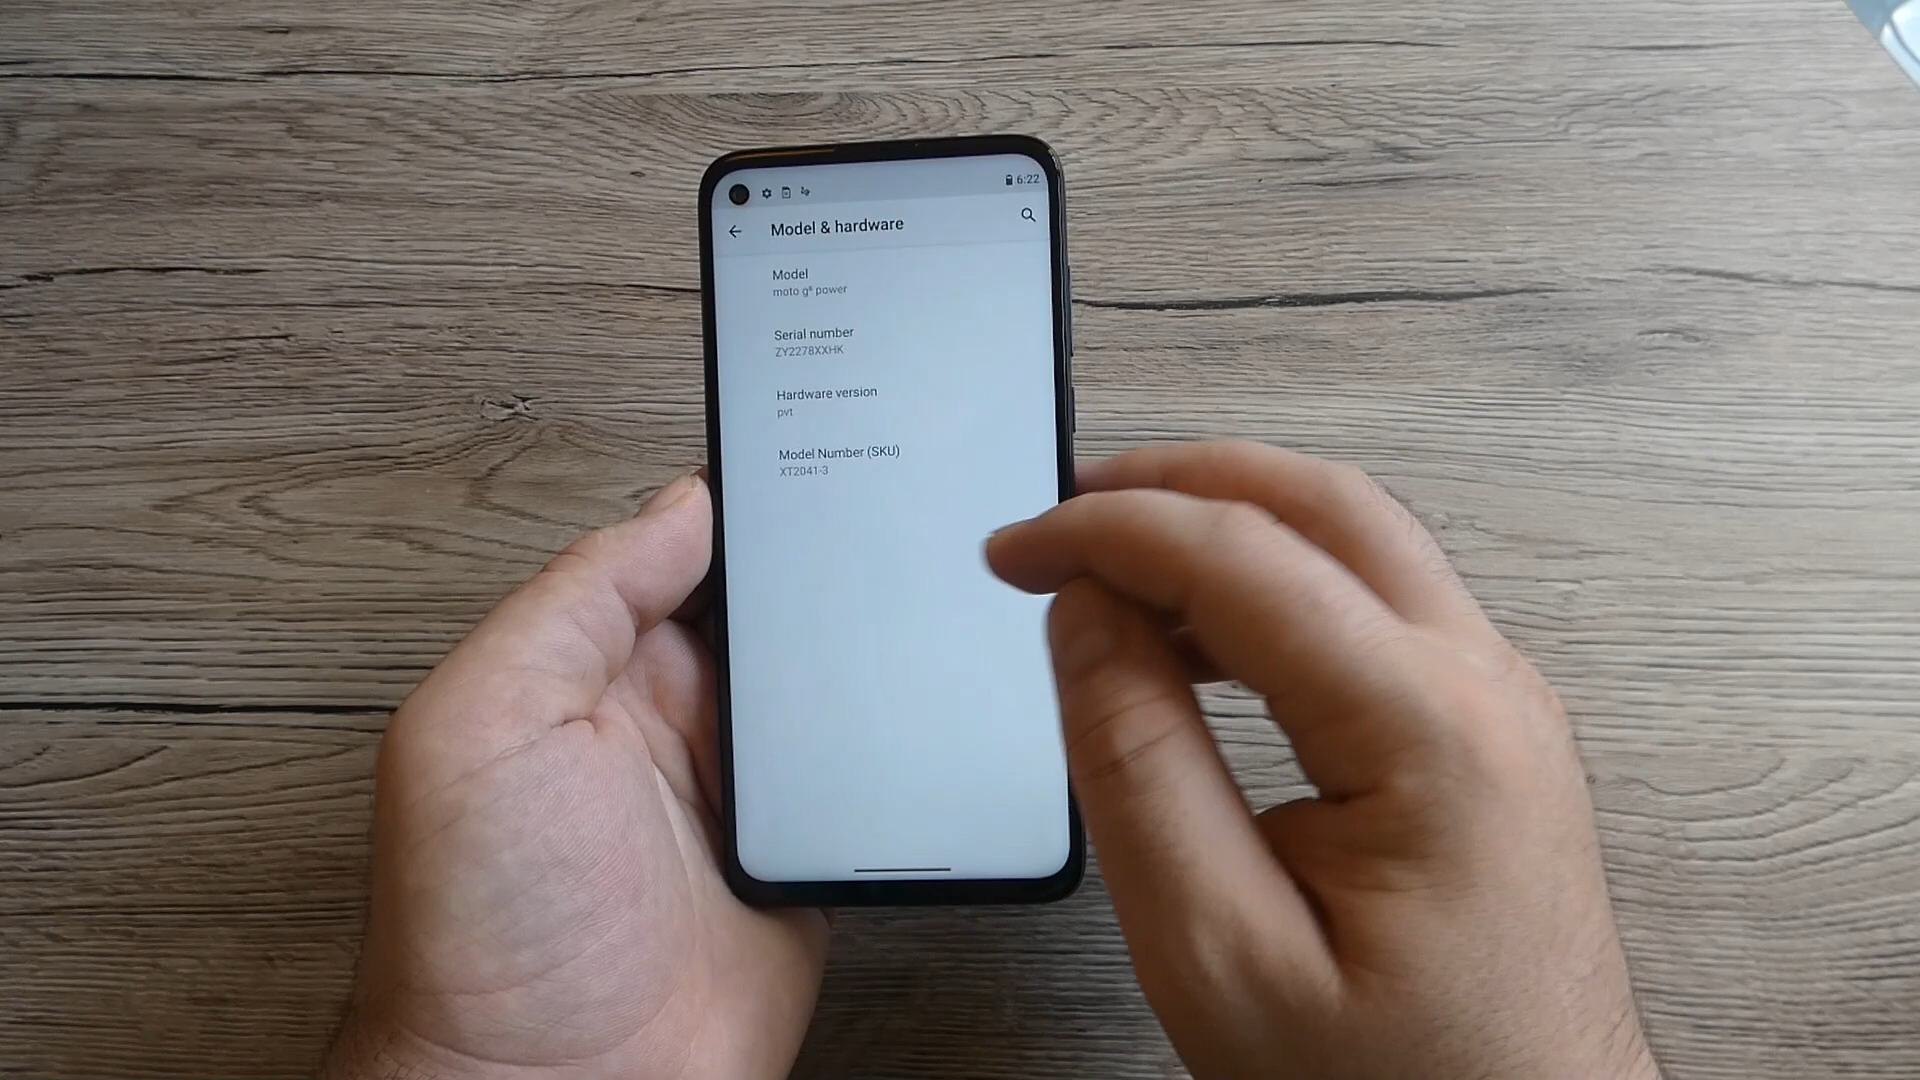 6:22
Model & hardware
Model
moto g⁸ power
Serial number
ZY2278XXHK
Hardware version
pvt
Model Number (SKU)
XT2041-3